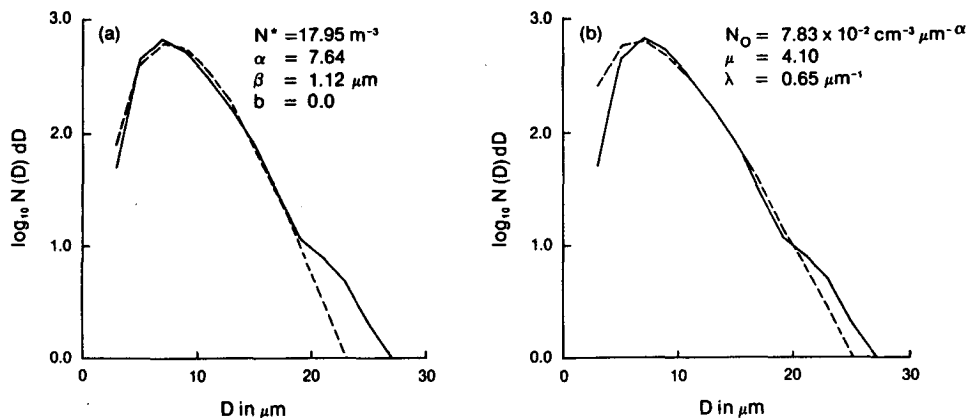 (a)
N* = 17.95 m⁻³
α = 7.64
β = 1.12 μm
b = 0.0
3.0
2.0
1.0
0.0
log₁₀ N (D) dD
0 10 20 30
D in μm
(b)
N_O = 7.83 x 10⁻² cm⁻³ μm⁻α
μ = 4.10
λ = 0.65 μm⁻¹
3.0
2.0
1.0
0.0
log₁₀ N (D) dD
0 10 20 30
D in μm